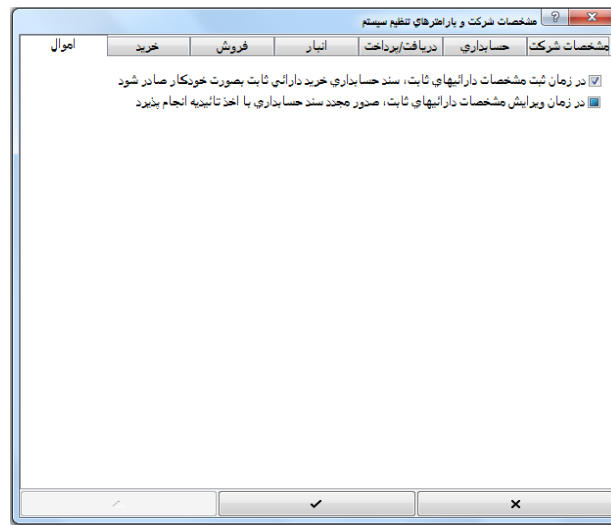 مشخصات شرکت و پارامترهاي تنظيم سيستم
مشخصات شرکت	حسابداري	دريافت/پرداخت	انبار	فروش	خريد	اموال
در زمان ثبت مشخصات دارائيهاي ثابت، سند حسابداري خريد دارائي ثابت بصورت خودکار صادر شود
در زمان ويرايش مشخصات دارائيهاي ثابت، صدور مجدد سند حسابداري با اخذ تائيديه انجام پذيرد